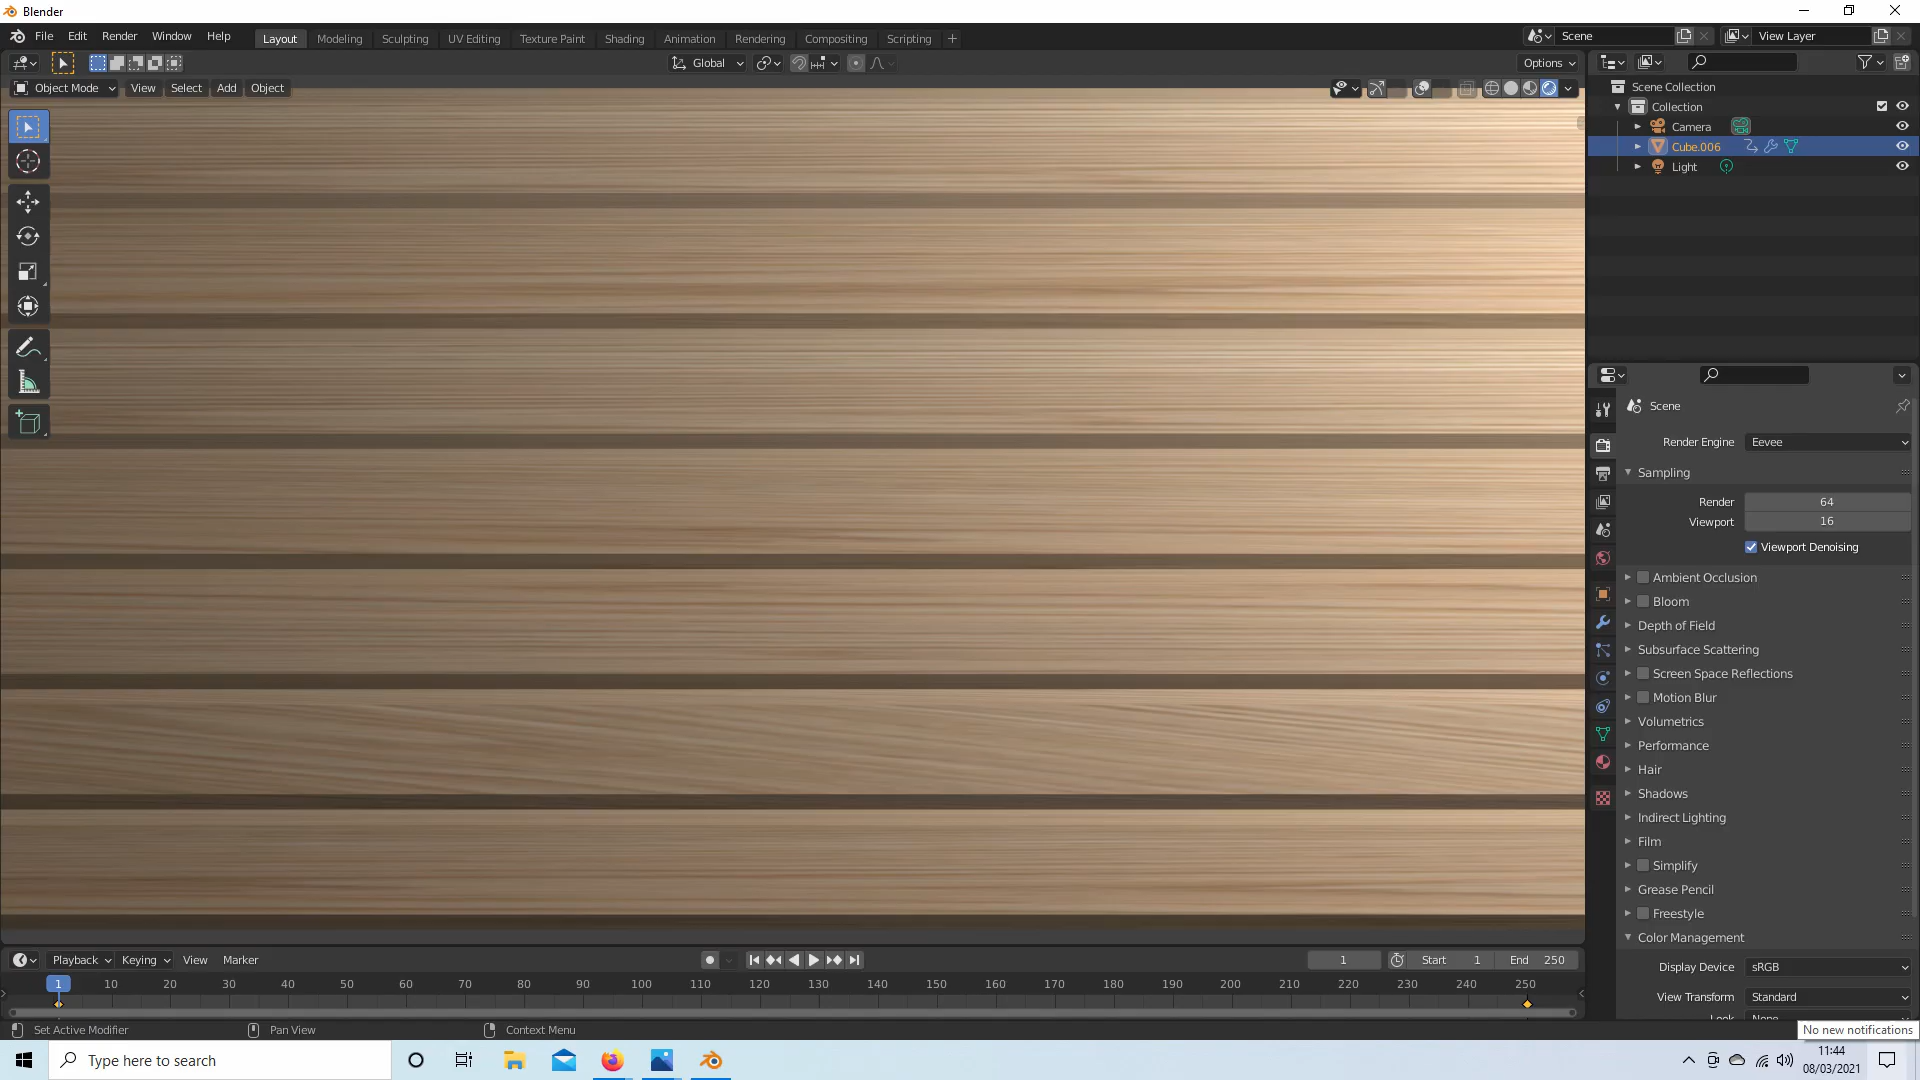 Blender
File Edit Render Window Help Layout Modeling Sculpting UV Editing Texture Paint Shading Animation Rendering Compositing Scripting + Scene View Layer
Global Options
Object Mode View Select Add Object
Scene Collection
Collection
Camera
Cube.006
Light
Scene
Render Engine Eevee
Sampling
Render 64
Viewport 16
Viewport Denoising
Ambient Occlusion
Bloom
Depth of Field
Subsurface Scattering
Screen Space Reflections
Motion Blur
Volumetrics
Performance
Hair
Shadows
Indirect Lighting
Film
Simplify
Grease Pencil
Freestyle
Color Management
Display Device sRGB
View Transform Standard
Look None
Playback Keying View Marker 1 Start 1 End 250
1 10 20 30 40 50 60 70 80 90 100 110 120 130 140 150 160 170 180 190 200 210 220 230 240 250
Set Active Modifier Pan View Context Menu
No new notifications
Type here to search
11:44
08/03/2021